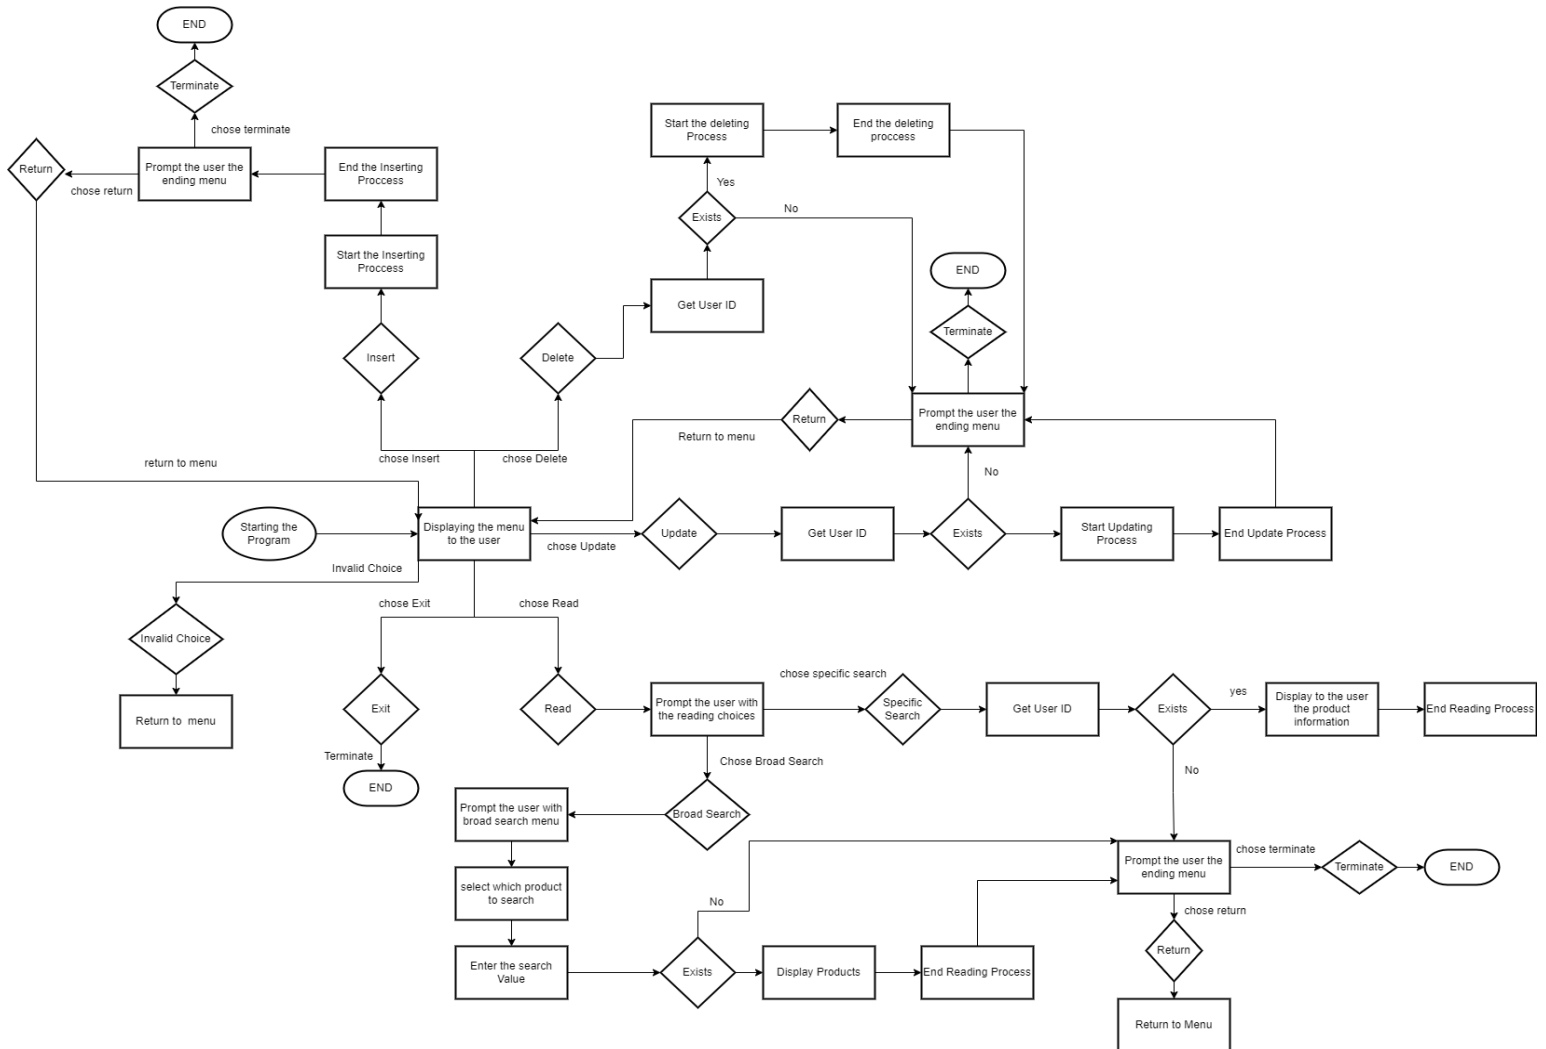 END
Terminate
chose terminate
Return
Prompt the user the
ending menu
chose return
End the Inserting
Proccess
Start the Inserting
Proccess
Insert
chose Insert
return to menu
Start the deleting
Process
End the deleting
proccess
Yes
Exists
No
Get User ID
Delete
chose Delete
END
Terminate
Prompt the user the
ending menu
Return
Return to menu
No
Starting the
Program
Displaying the menu
to the user
chose Update
Update
Get User ID
Exists
Start Updating
Process
End Update Process
Invalid Choice
Invalid Choice
Return to  menu
chose Exit
chose Read
Exit
Terminate
END
Read
Prompt the user with
the reading choices
chose specific search
Specific
Search
Get User ID
Exists
yes
Display to the user
the product
information
End Reading Process
No
Chose Broad Search
Broad Search
Prompt the user with
broad search menu
select which product
to search
Enter the search
Value
Exists
No
Display Products
End Reading Process
Prompt the user the
ending menu
chose terminate
Terminate
END
chose return
Return
Return to Menu